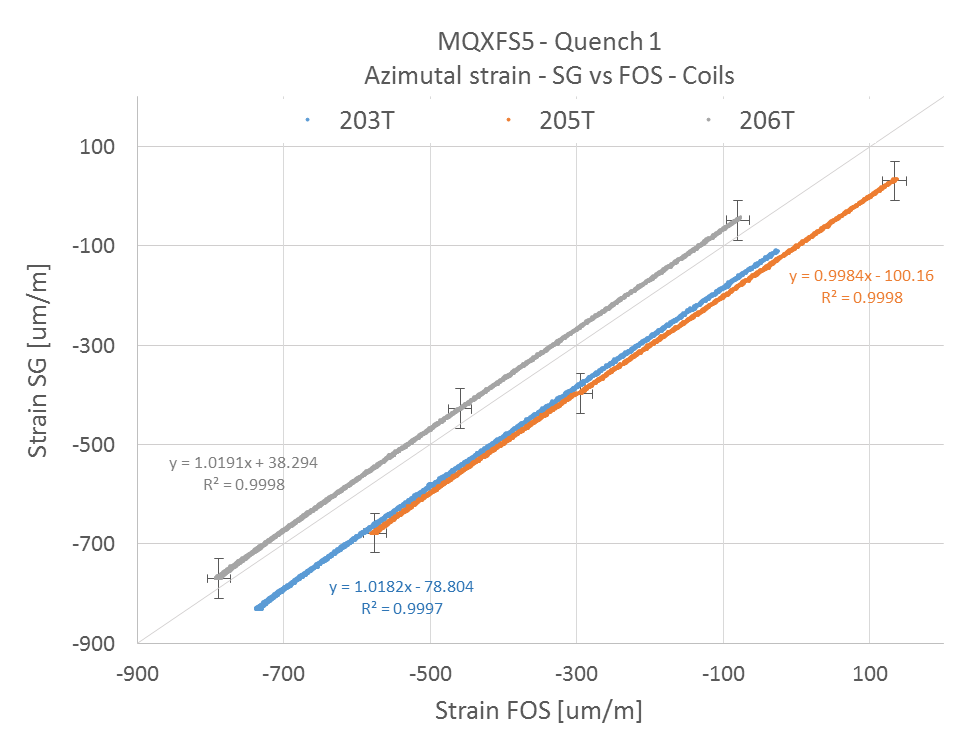 MQXFS5 - Quench 1
Azimutal strain - SG vs FOS - Coils
203T 205T 206T
100
-100
-300
-500
-700
-900
Strain SG [um/m]
y = 0.9984x - 100.16
R² = 0.9998
y = 1.0191x + 38.294
R² = 0.9998
y = 1.0182x - 78.804
R² = 0.9997
-900 -700 -500 -300 -100 100
Strain FOS [um/m]